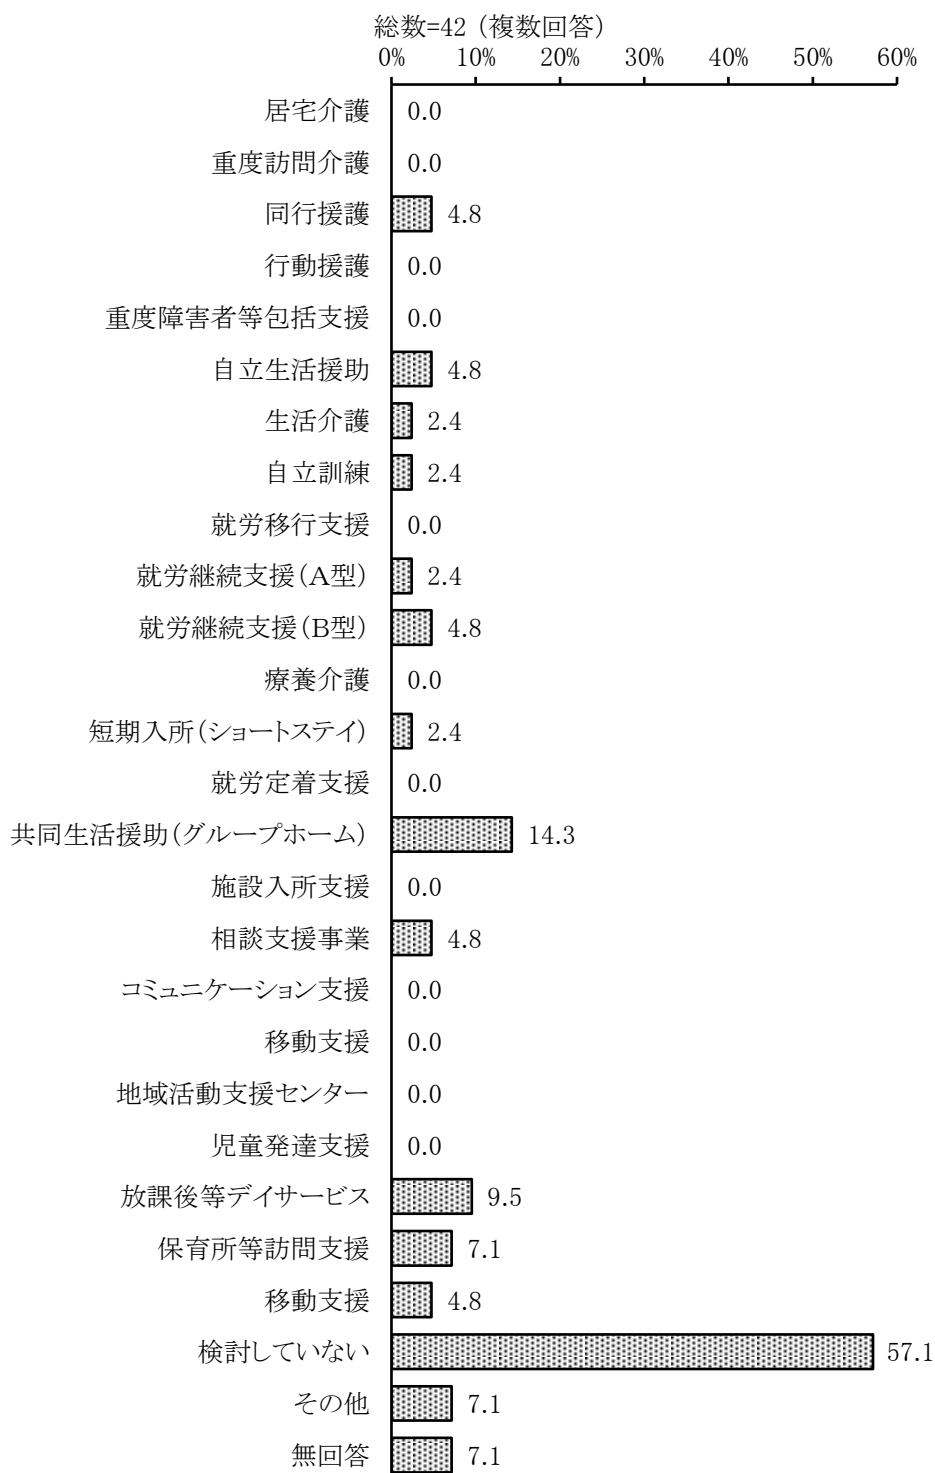 総数=42 (複数回答)
0% 10% 20% 30% 40% 50% 60%
居宅介護 0.0
重度訪問介護 0.0
同行援護 4.8
行動援護 0.0
重度障害者等包括支援 0.0
自立生活援助 4.8
生活介護 2.4
自立訓練 2.4
就労移行支援 0.0
就労継続支援(A型) 2.4
就労継続支援(B型) 4.8
療養介護 0.0
短期入所(ショートステイ) 2.4
就労定着支援 0.0
共同生活援助(グループホーム) 14.3
施設入所支援 0.0
相談支援事業 4.8
コミュニケーション支援 0.0
移動支援 0.0
地域活動支援センター 0.0
児童発達支援 0.0
放課後等デイサービス 9.5
保育所等訪問支援 7.1
移動支援 4.8
検討していない 57.1
その他 7.1
無回答 7.1